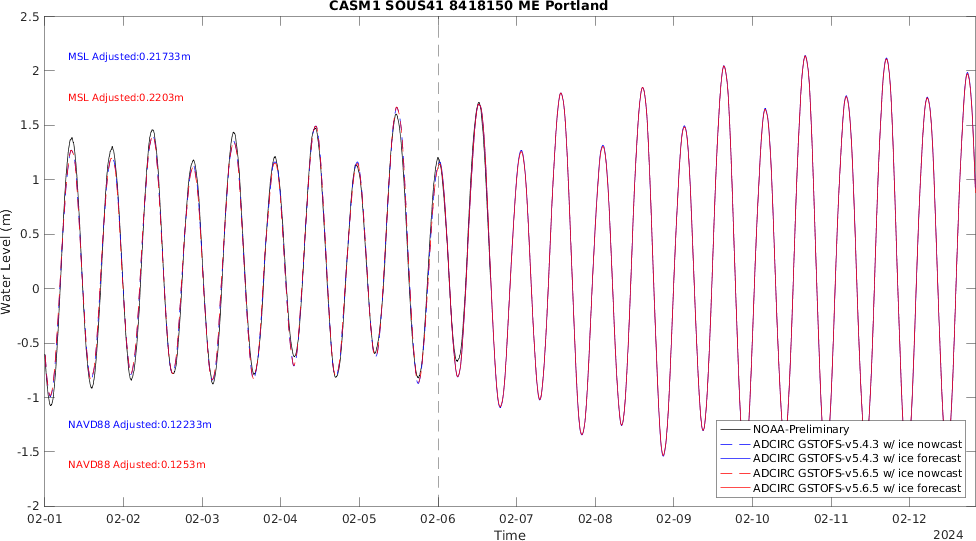 CASM1 SOUS41 8418150 ME Portland
2.5
2
1.5
1
0.5
0
-0.5
-1
-1.5
-2
Water Level (m)
MSL Adjusted:0.21733m
MSL Adjusted:0.2203m
NAVD88 Adjusted:0.12233m
NAVD88 Adjusted:0.1253m
NOAA-Preliminary
ADCIRC GSTOFS-v5.4.3 w/ ice nowcast
ADCIRC GSTOFS-v5.4.3 w/ ice forecast
ADCIRC GSTOFS-v5.6.5 w/ ice nowcast
ADCIRC GSTOFS-v5.6.5 w/ ice forecast
02-01 02-02 02-03 02-04 02-05 02-06 02-07 02-08 02-09 02-10 02-11 02-12
Time
2024